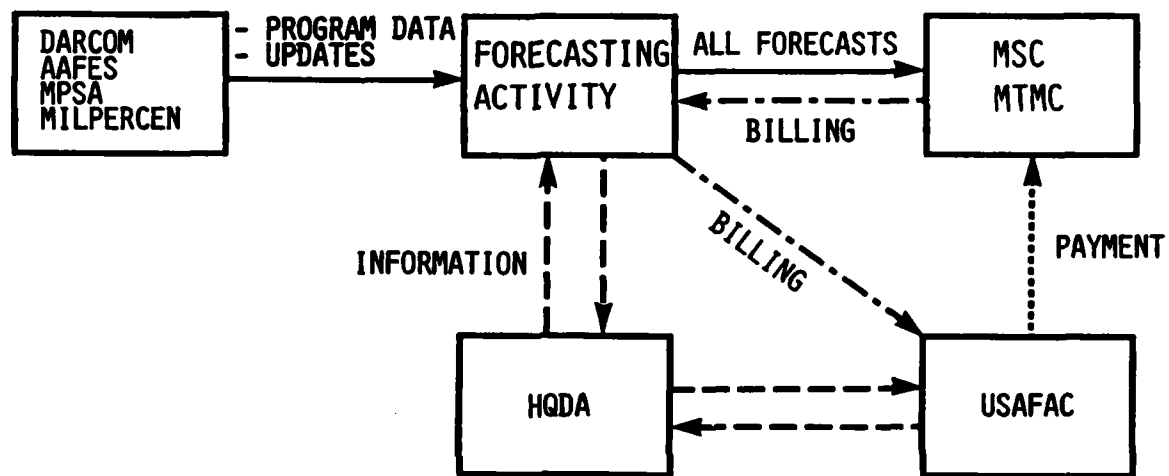 DARCOM
AAFES
MPSA
MILPERCEN
- PROGRAM DATA
- UPDATES
FORECASTING
ACTIVITY
ALL FORECASTS
BILLING
MSC
MTMC
BILLING
INFORMATION
PAYMENT
HQDA
USAFAC